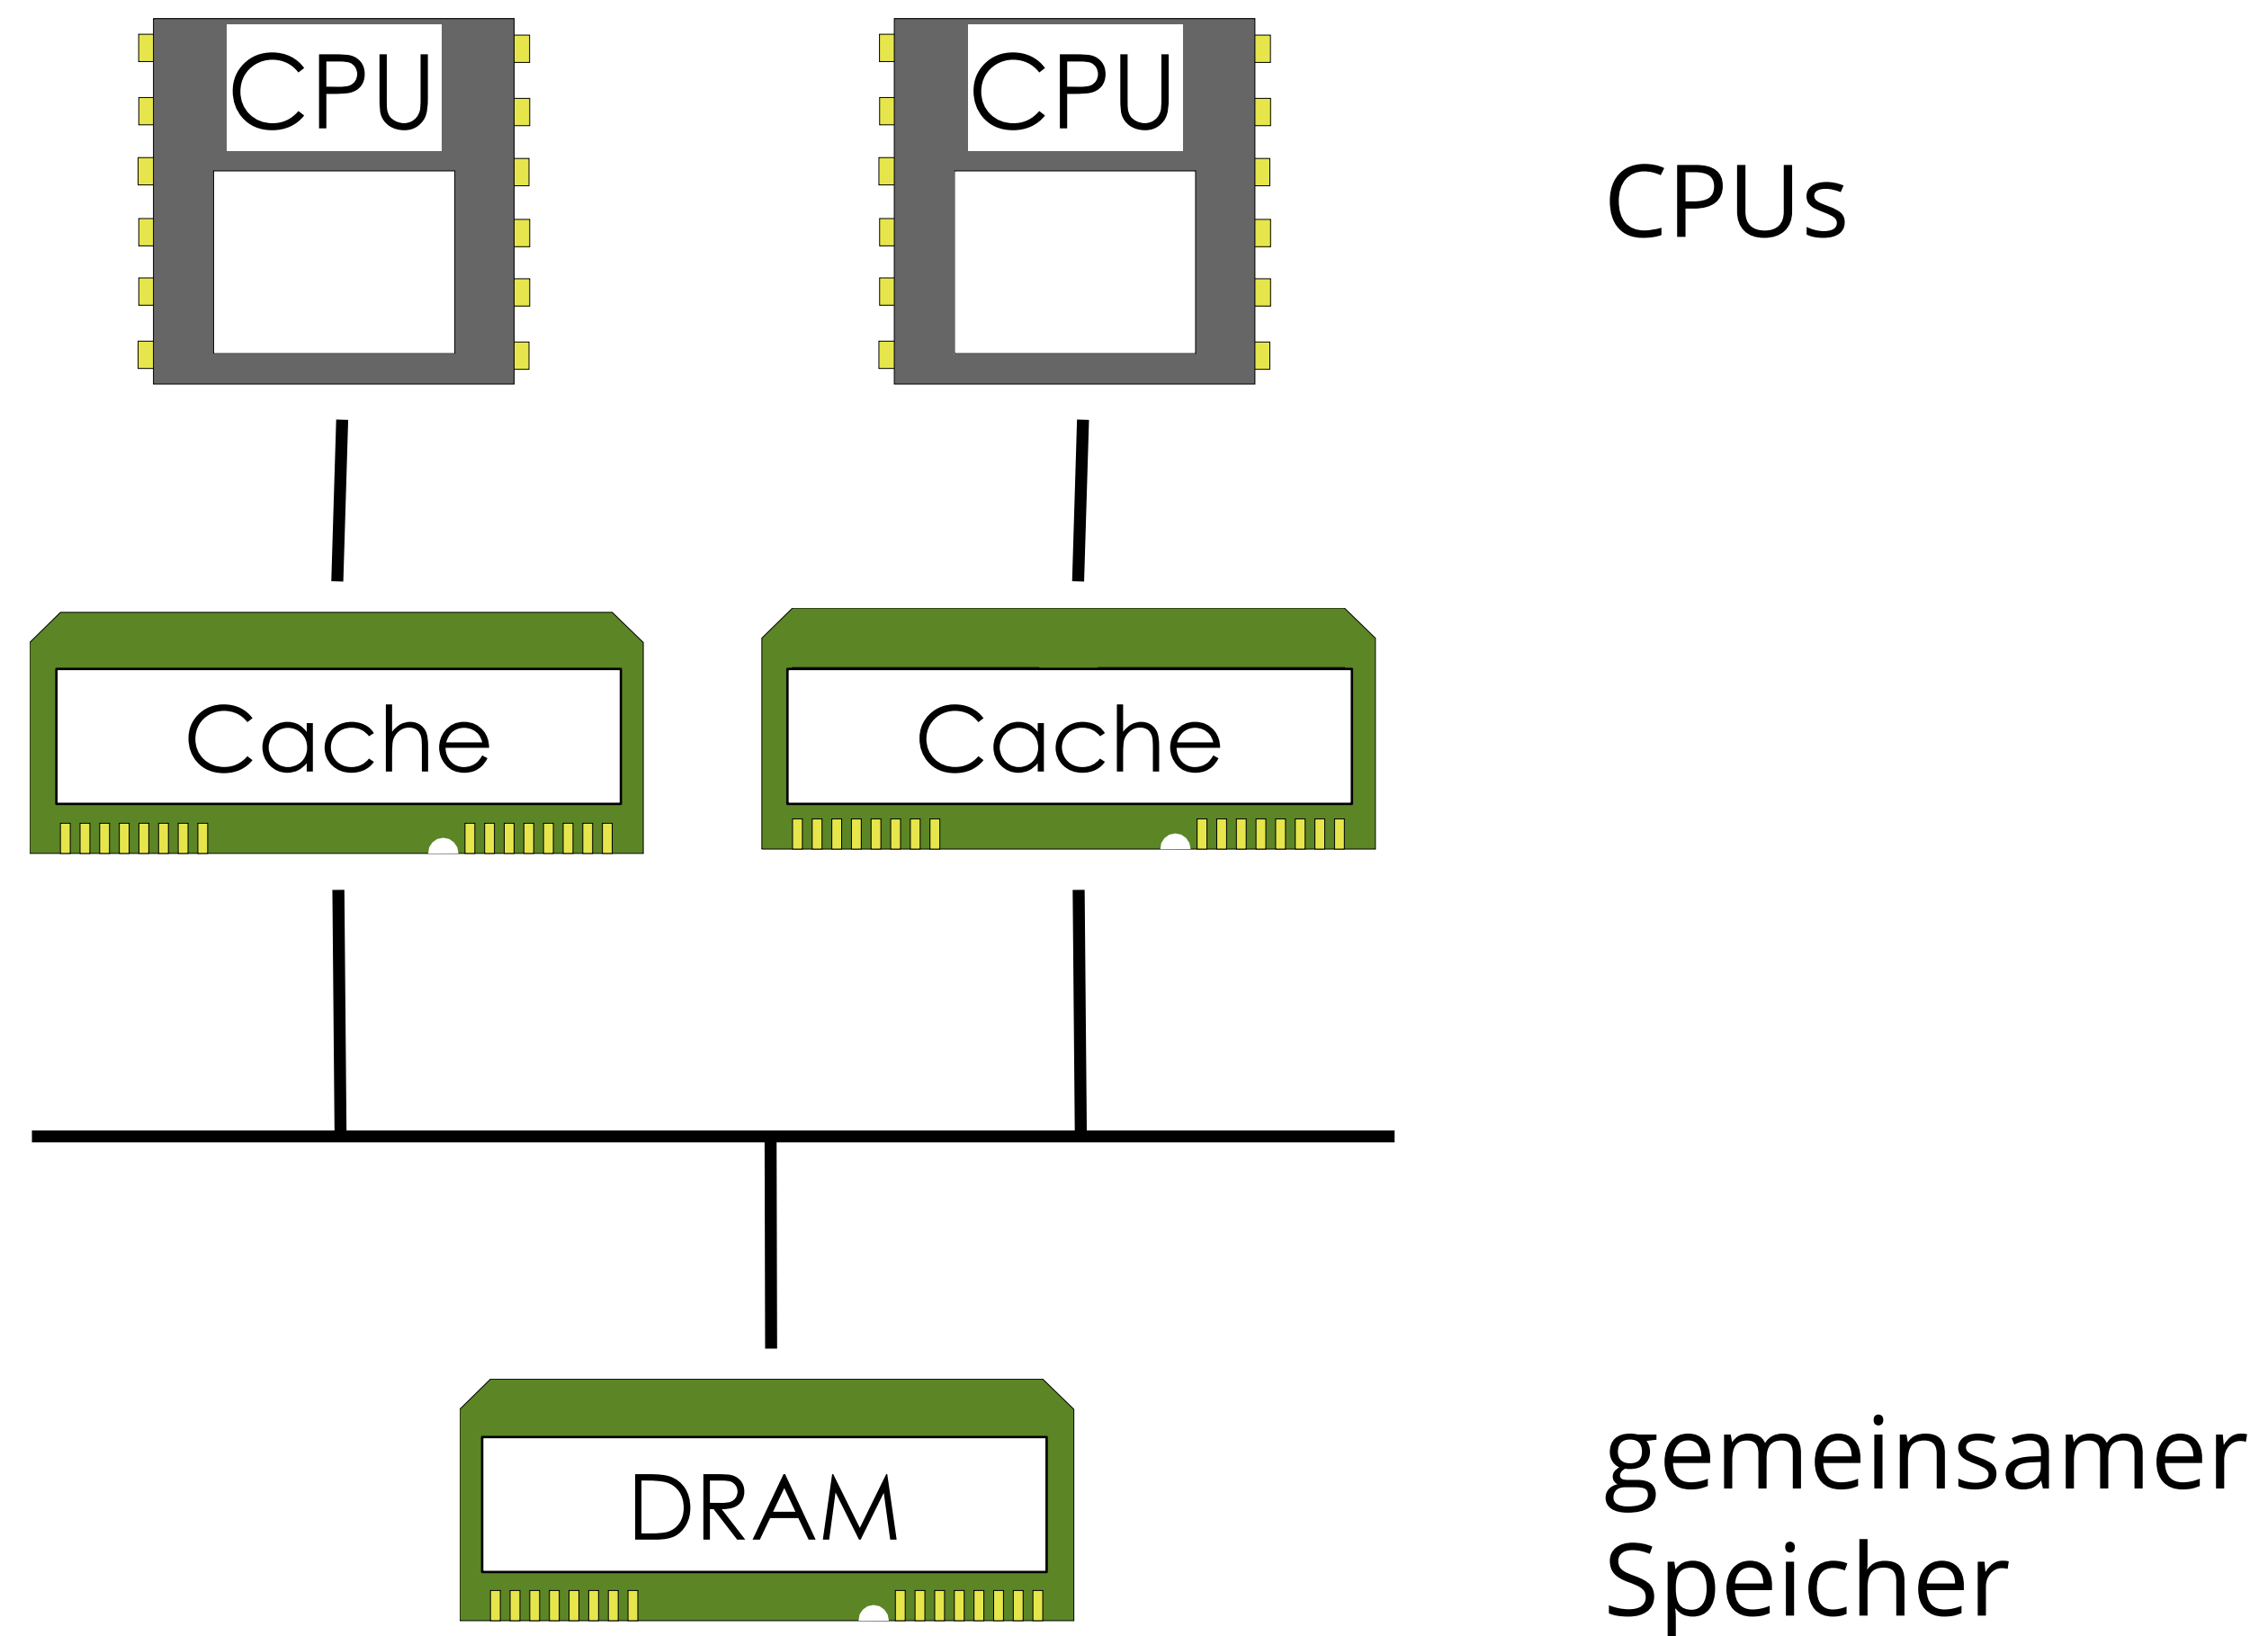 CPU CPU
CPUs
Cache Cache
gemeinsamer
DRAM
Speicher